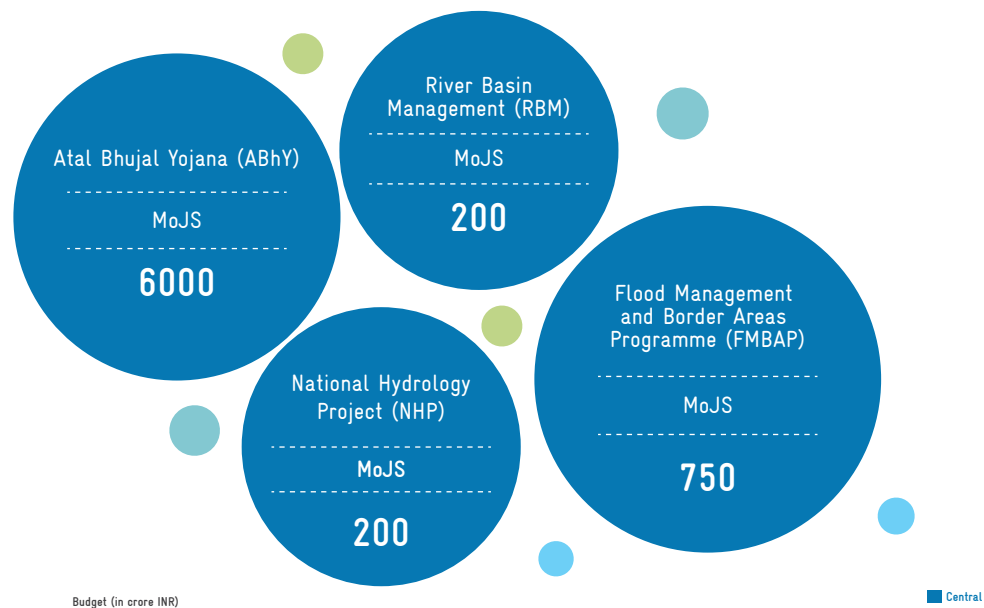 Atal Bhujal Yojana (ABhY)
MoJS
6000
River Basin
Management (RBM)
MoJS
200
National Hydrology
Project (NHP)
MoJS
200
Flood Management
and Border Areas
Programme (FMBAP)
MoJS
750
Budget (in crore INR)
Central